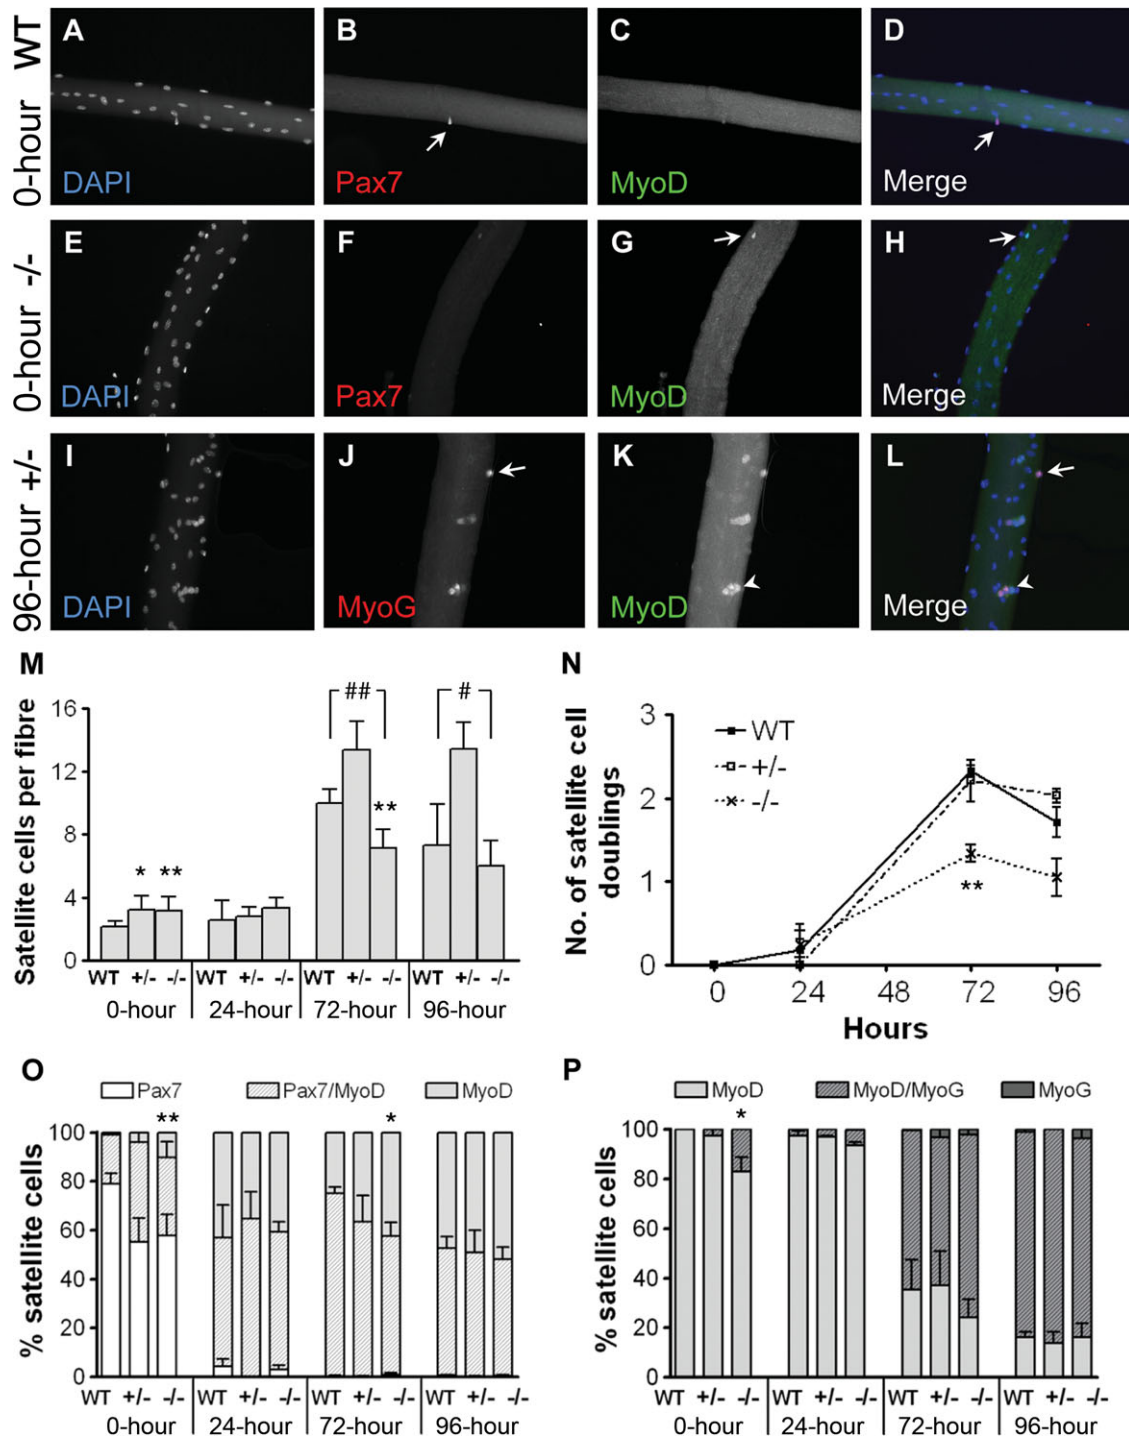 0-hour WT
A
B
C
D
DAPI
Pax7
MyoD
Merge
0-hour -/-
E
F
G
H
DAPI
Pax7
MyoD
Merge
96-hour +/-
I
J
K
L
DAPI
MyoG
MyoD
Merge
M
Satellite cells per fibre
16
12
8
4
0
* **
##
**
#
WT +/- -/- WT +/- -/- WT +/- -/- WT +/- -/-
0-hour 24-hour 72-hour 96-hour
N
No. of satellite cell doublings
3
2
1
0
WT
+/-
-/-
**
0 24 48 72 96
Hours
O
Pax7 Pax7/MyoD MyoD
** *
% satellite cells
100
80
60
40
20
0
WT +/- -/- WT +/- -/- WT +/- -/- WT +/- -/-
0-hour 24-hour 72-hour 96-hour
P
MyoD MyoD/MyoG MyoG
*
% satellite cells
100
80
60
40
20
0
WT +/- -/- WT +/- -/- WT +/- -/- WT +/- -/-
0-hour 24-hour 72-hour 96-hour